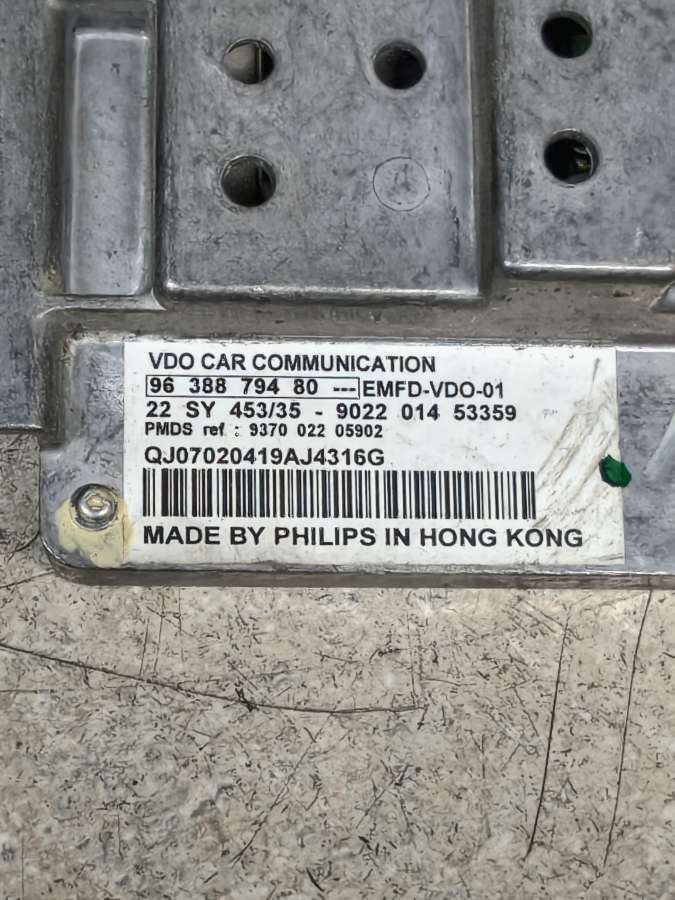 VDO CAR COMMUNICATION
96 388 794 80 --- EMFD-VDO-01
22 SY 453/35 - 9022 014 53359
PMDS ref : 9370 022 05902
QJ07020419AJ4316G
MADE BY PHILIPS IN HONG KONG